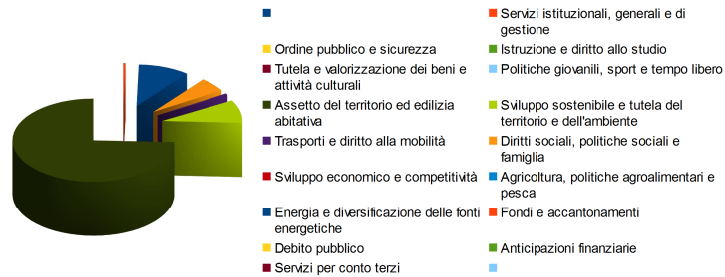 Servizi istituzionali, generali e di
gestione
Ordine pubblico e sicurezza
Istruzione e diritto allo studio
Tutela e valorizzazione dei beni e
attività culturali
Politiche giovanili, sport e tempo libero
Assetto del territorio ed edilizia
abitativa
Sviluppo sostenibile e tutela del
territorio e dell'ambiente
Trasporti e diritto alla mobilità
Diritti sociali, politiche sociali e
famiglia
Sviluppo economico e competitività
Agricoltura, politiche agroalimentari e
pesca
Energia e diversificazione delle fonti
energetiche
Fondi e accantonamenti
Debito pubblico
Anticipazioni finanziarie
Servizi per conto terzi